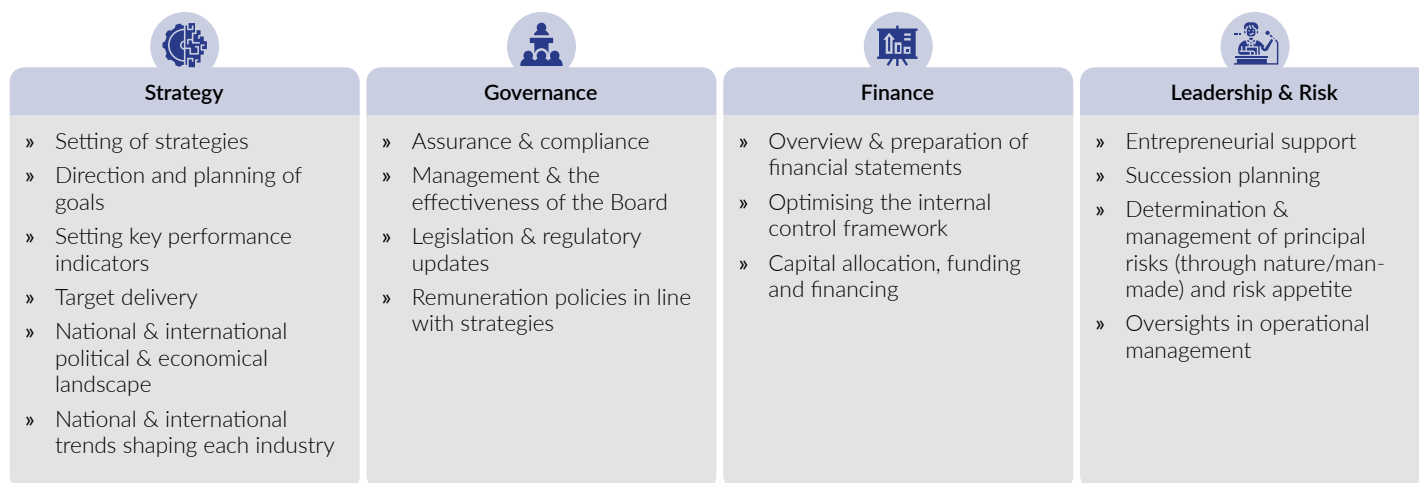 Strategy
» Setting of strategies
» Direction and planning of
goals
» Setting key performance
indicators
» Target delivery
» National & international
political & economical
landscape
» National & international
trends shaping each industry
Governance
» Assurance & compliance
» Management & the
effectiveness of the Board
» Legislation & regulatory
updates
» Remuneration policies in line
with strategies
Finance
» Overview & preparation of
financial statements
» Optimising the internal
control framework
» Capital allocation, funding
and financing
Leadership & Risk
» Entrepreneurial support
» Succession planning
» Determination &
management of principal
risks (through nature/man-
made) and risk appetite
» Oversights in operational
management